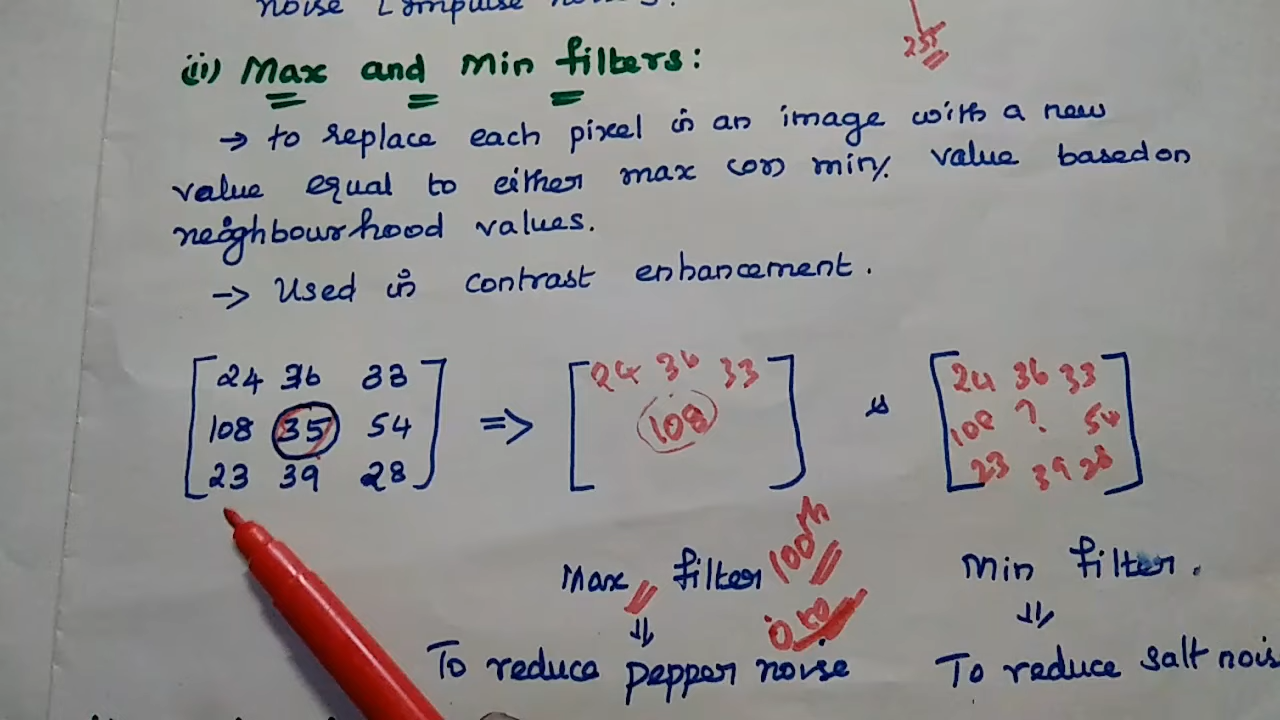 noise
255
(ii) Max and Min filters:
→ to replace each pixel in an image with a new
value equal to either max (or) min. value based on
neighbourhood values.
→ Used in contrast enhancement.
24 36 33 ⇒ 24 36 33 24 36 33
108 35 54 108 108 ? 54
23 39 28 23 39 28
Max filter 100th Min filter.
⇓ ⇓
To reduce pepper noise To reduce salt nois